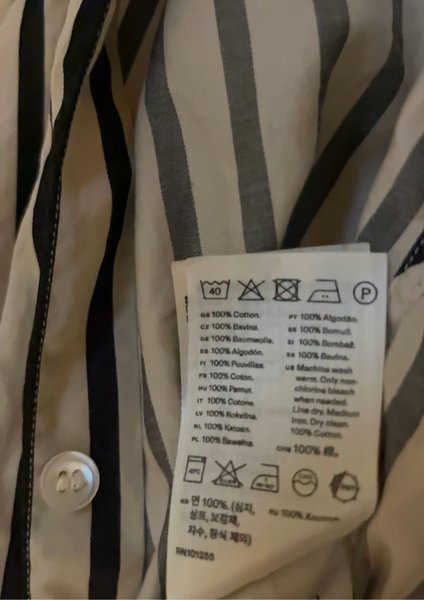 40 P
GB 100% Cotton.
CZ 100% Bavlna.
DE 100% Baumwolle.
ES 100% Algodón.
FI 100% Puuvillaa.
FR 100% Coton.
HU 100% Pamut.
IT 100% Cotone.
LV 100% Kokvilna.
NL 100% Katoen.
PL 100% Bawełna.
PT 100% Algodão.
SE 100% Bomull.
SI 100% Bombaž.
SK 100% Bavlna.
US Machine wash
warm. Only non-
chlorine bleach
when needed.
Line dry. Medium
iron. Dry clean.
100% Cotton.
CHN 100% 棉。
KR 면 100%. (심지,
심프, 보강재,
자수, 장식 제외)
RU 100%
RN101255